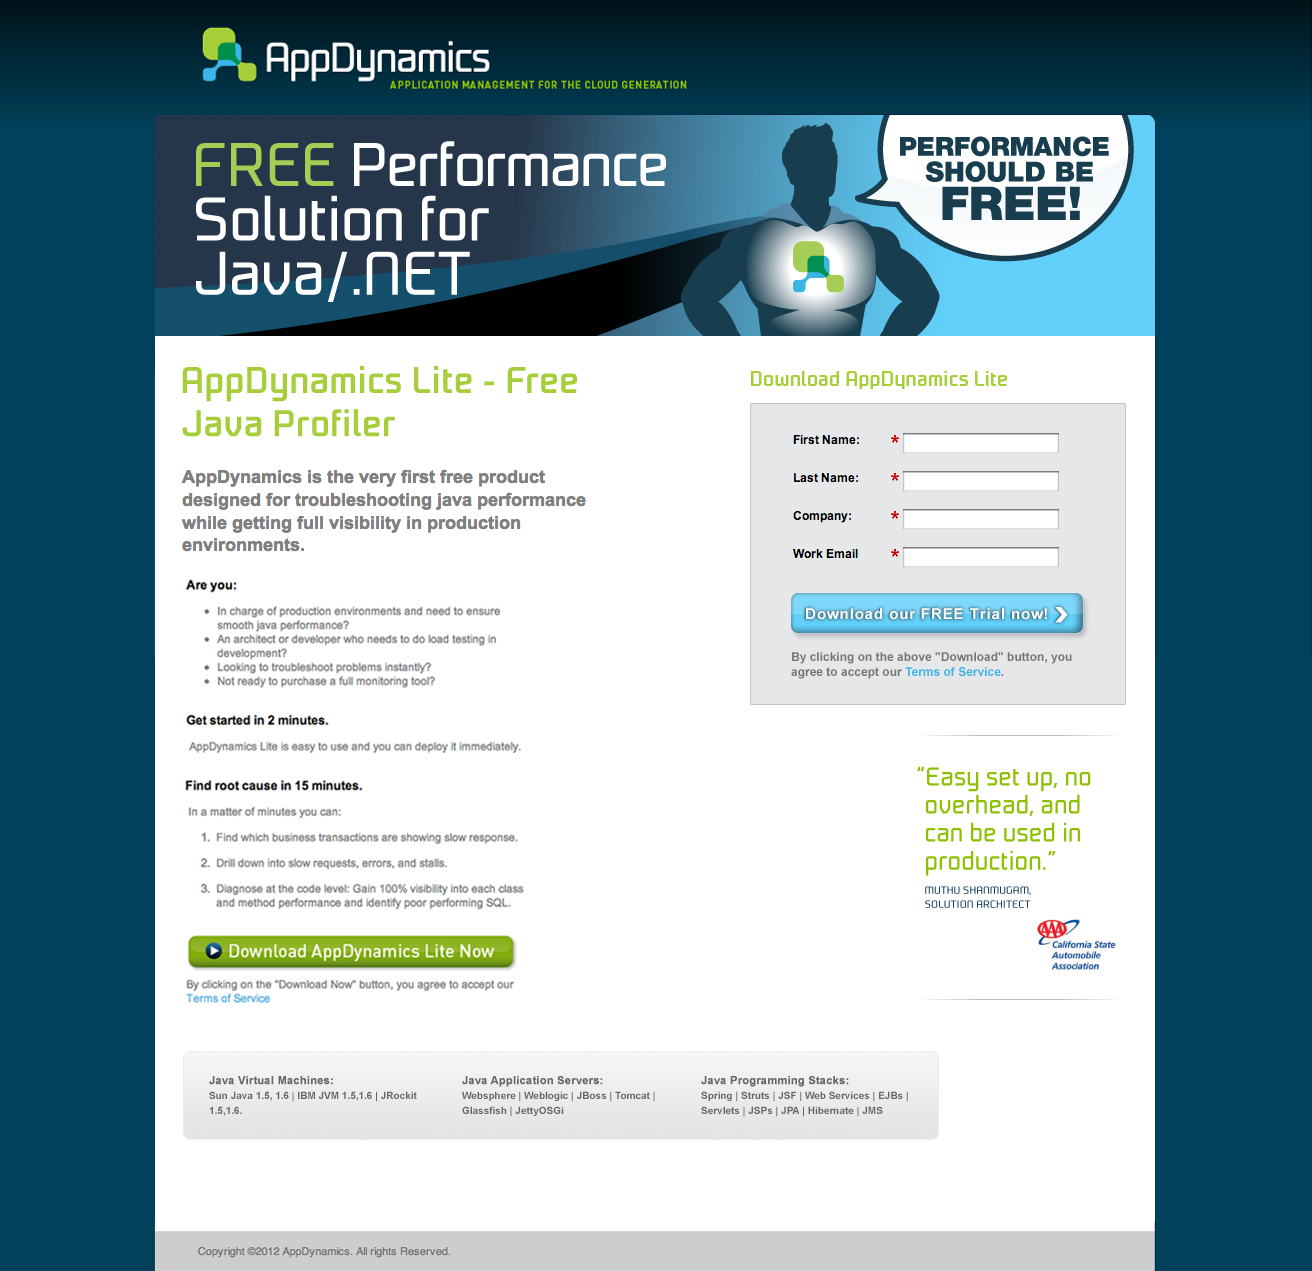 AppDynamics
APPLICATION MANAGEMENT FOR THE CLOUD GENERATION
FREE Performance
Solution for
Java/.NET
PERFORMANCE
SHOULD BE
FREE!
AppDynamics Lite - Free
Java Profiler
AppDynamics is the very first free product
designed for troubleshooting java performance
while getting full visibility in production
environments.
Are you:
• In charge of production environments and need to ensure
smooth java performance?
• An architect or developer who needs to do load testing in
development?
• Looking to troubleshoot problems instantly?
• Not ready to purchase a full monitoring tool?
Get started in 2 minutes.
AppDynamics Lite is easy to use and you can deploy it immediately.
Find root cause in 15 minutes.
In a matter of minutes you can:
1. Find which business transactions are showing slow response.
2. Drill down into slow requests, errors, and stalls.
3. Diagnose at the code level: Gain 100% visibility into each class
and method performance and identify poor performing SQL.
Download AppDynamics Lite Now
By clicking on the "Download Now" button, you agree to accept our
Terms of Service
Download AppDynamics Lite
First Name: *
Last Name: *
Company: *
Work Email *
Download our FREE Trial now!
By clicking on the above "Download" button, you
agree to accept our Terms of Service.
“Easy set up, no
overhead, and
can be used in
production.”
MUTHU SHANMUGAM,
SOLUTION ARCHITECT
AAA
California State
Automobile
Association
Java Virtual Machines:
Sun Java 1.5, 1.6 | IBM JVM 1.5,1.6 | JRockit
1.5,1.6.
Java Application Servers:
Websphere | Weblogic | JBoss | Tomcat |
Glassfish | JettyOSGi
Java Programming Stacks:
Spring | Struts | JSF | Web Services | EJBs |
Servlets | JSPs | JPA | Hibernate | JMS
Copyright ©2012 AppDynamics. All rights Reserved.